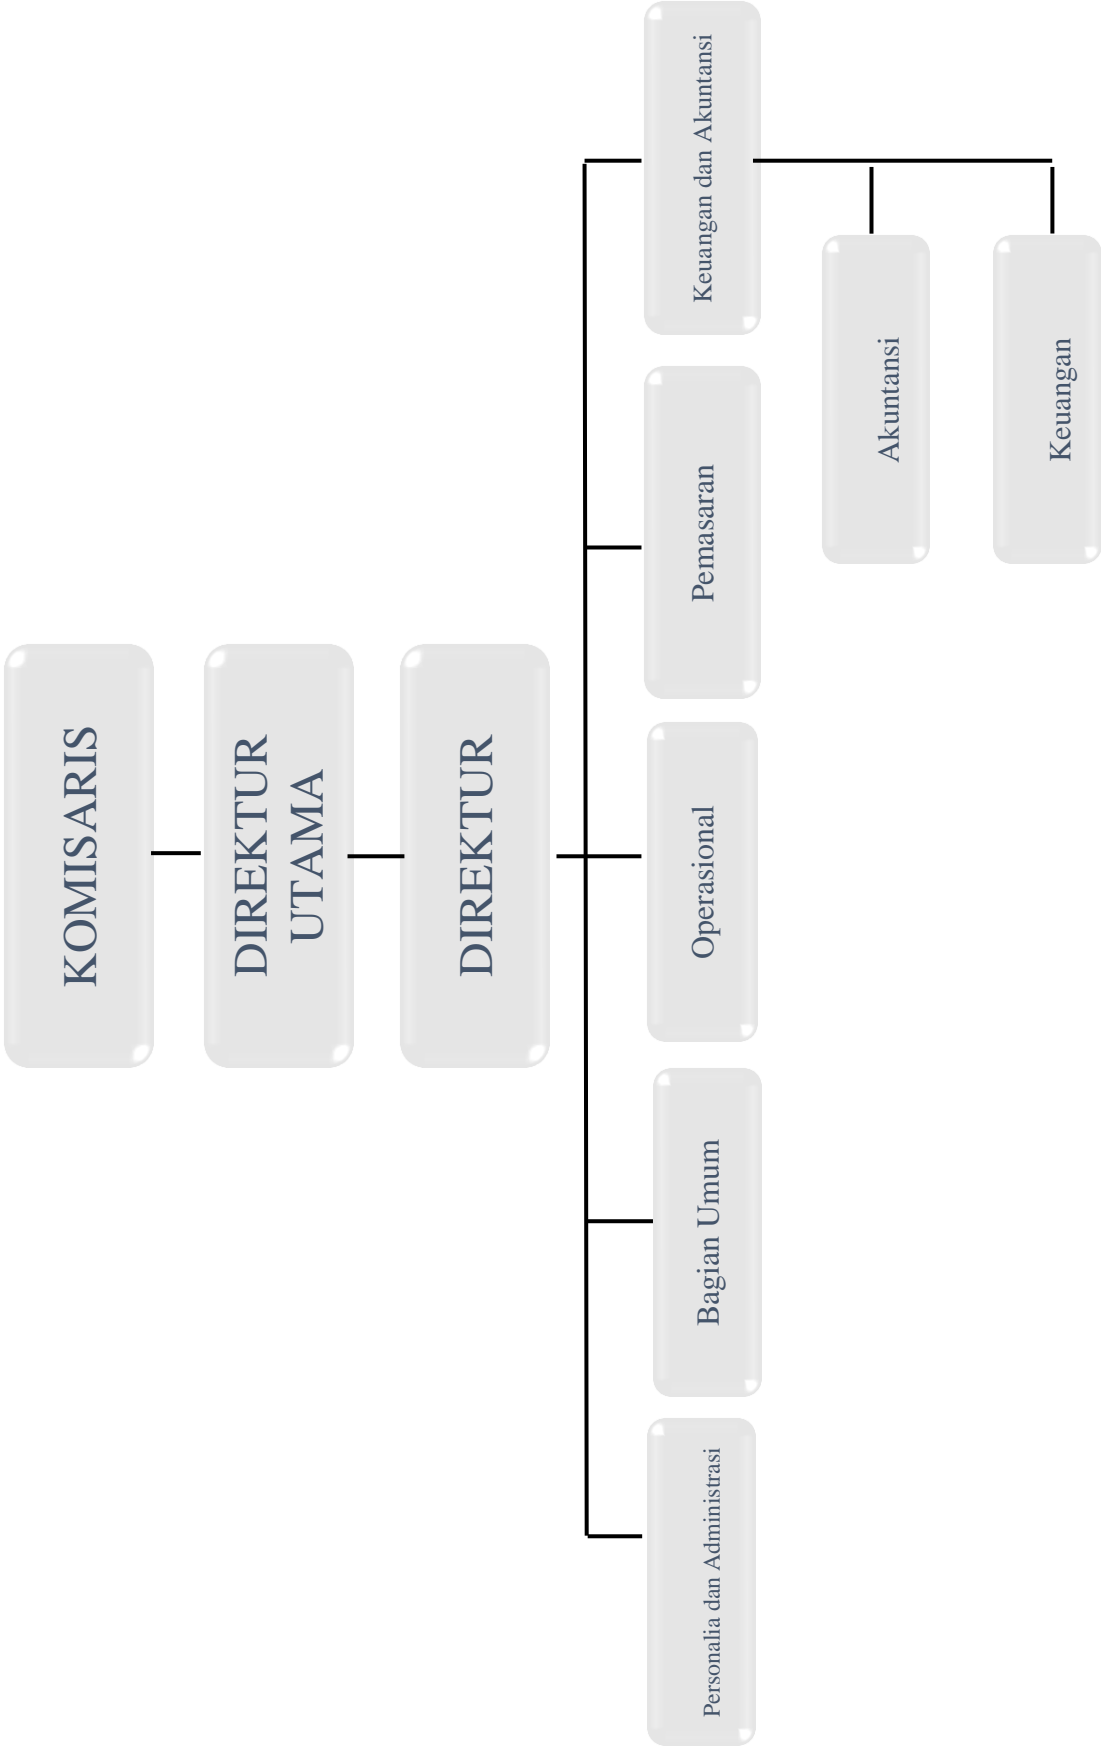 KOMISARIS
DIREKTUR
UTAMA
DIREKTUR
Personalia dan Administrasi
Bagian Umum
Operasional
Pemasaran
Keuangan dan Akuntansi
Akuntansi
Keuangan